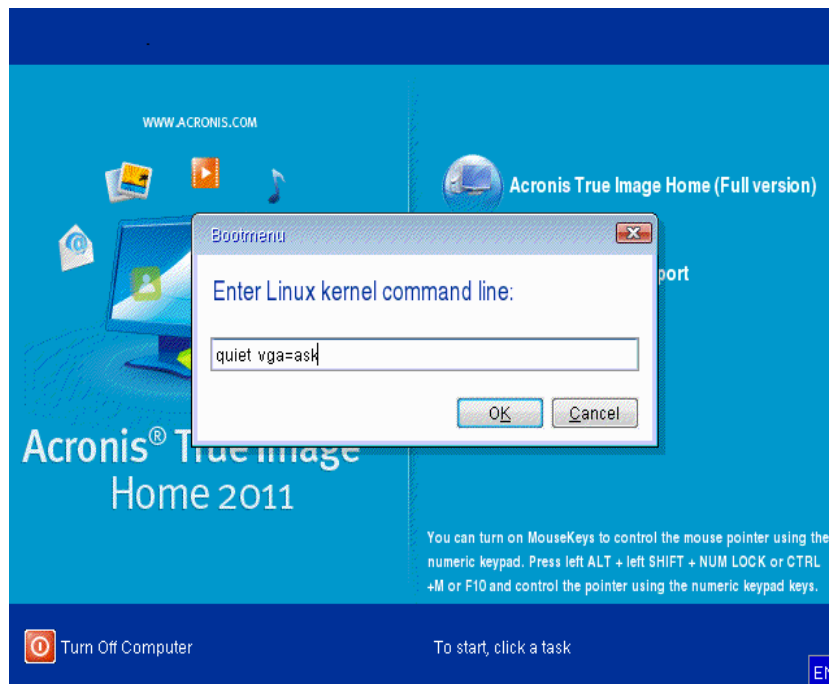 WWW.ACRONIS.COM
Acronis True Image Home (Full version)
port
Bootmenu
Enter Linux kernel command line:
quiet vga=ask
OK
Cancel
Acronis® True Image
Home 2011
You can turn on MouseKeys to control the mouse pointer using the
numeric keypad. Press left ALT + left SHIFT + NUM LOCK or CTRL
+M or F10 and control the pointer using the numeric keypad keys.
Turn Off Computer
To start, click a task
EN